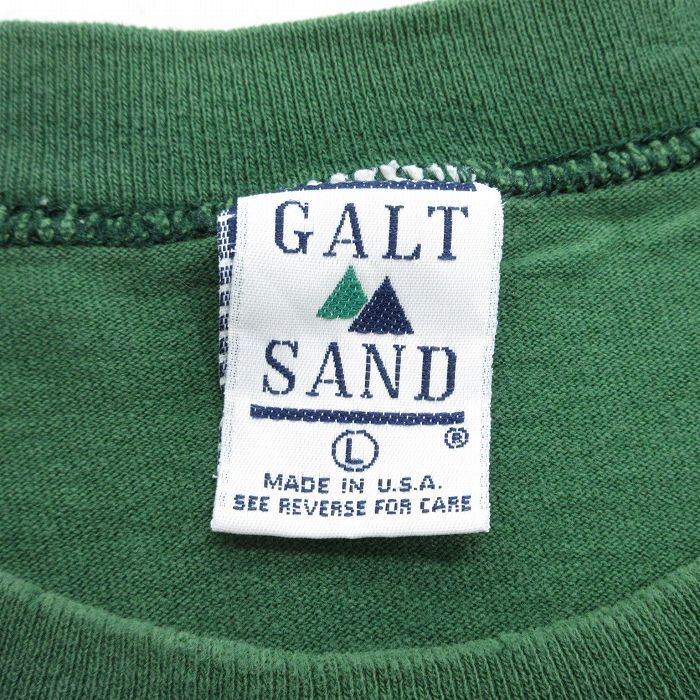 GALT
SAND
L ®
MADE IN U.S.A.
SEE REVERSE FOR CARE